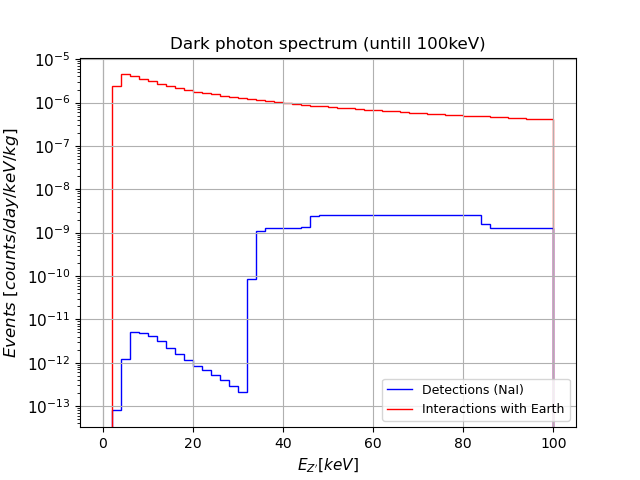 Dark photon spectrum (untill 100keV)
Events [counts/day/keV/kg]
10⁻⁵
10⁻⁶
10⁻⁷
10⁻⁸
10⁻⁹
10⁻¹⁰
10⁻¹¹
10⁻¹²
10⁻¹³
Detections (NaI)
Interactions with Earth
0 20 40 60 80 100
E_{Z'}[keV]